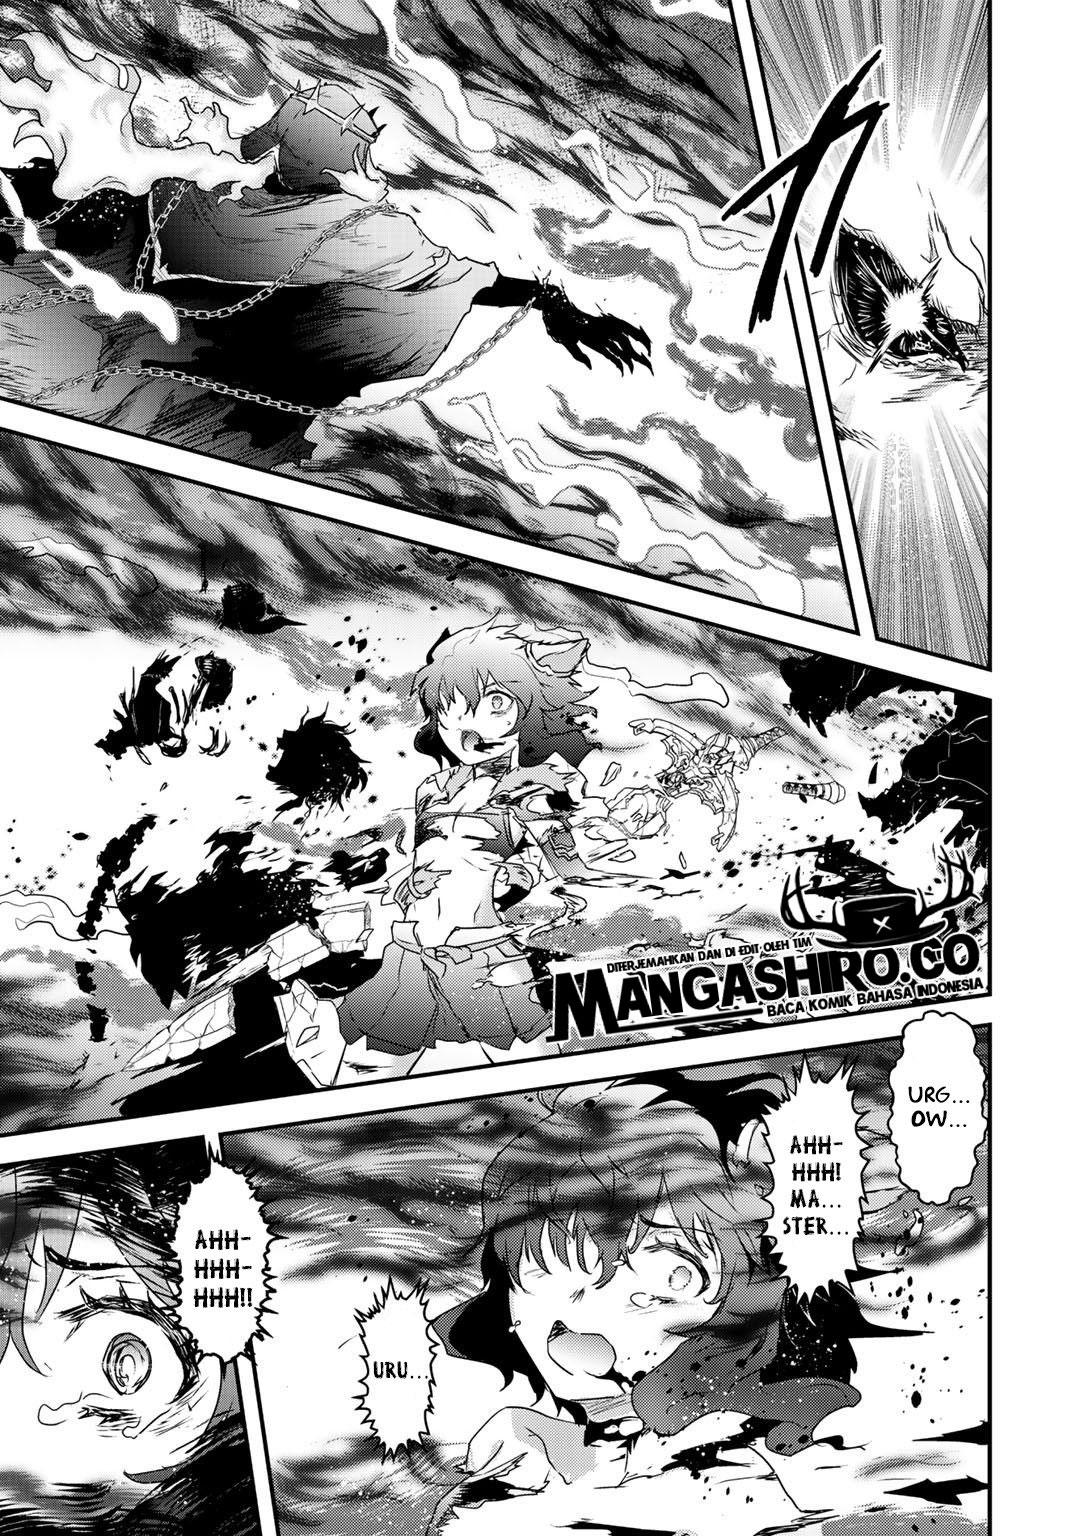 カ
DITERJEMAHKAN DAN DI EDIT OLEH TIM
MANGASHIRO.CO
BACA KOMIK BAHASA INDONESIA
URG...
OW...
AHH-
HHH!
MA...
STER...
URU...
AHH-
HHH-
HHH!!